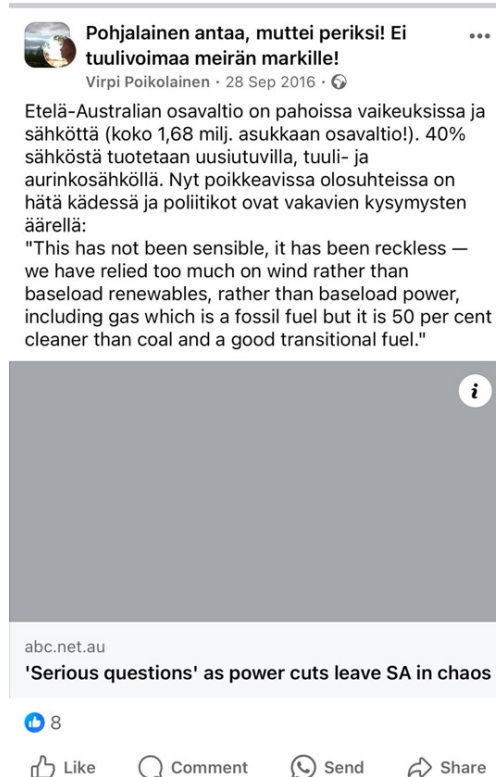 Pohjalainen antaa, muttei periksi! Ei
tuulivoimaa meirän markille!
Virpi Poikolainen · 28 Sep 2016 ·
Etelä-Australian osavaltio on pahoissa vaikeuksissa ja
sähköttä (koko 1,68 milj. asukkaan osavaltio!). 40%
sähköstä tuotetaan uusiutuvilla, tuuli- ja
aurinkosähköllä. Nyt poikkeavissa olosuhteissa on
hätä kädessä ja poliitikot ovat vakavien kysymysten
äärellä:
"This has not been sensible, it has been reckless —
we have relied too much on wind rather than
baseload renewables, rather than baseload power,
including gas which is a fossil fuel but it is 50 per cent
cleaner than coal and a good transitional fuel."
i
abc.net.au
'Serious questions' as power cuts leave SA in chaos
8
Like Comment Send Share